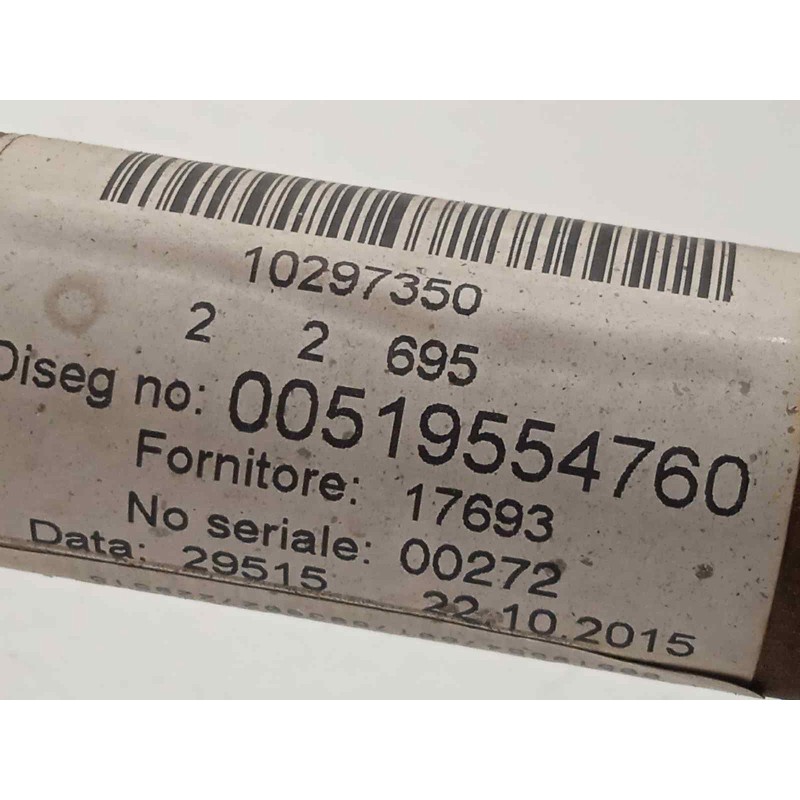 10297350
2 2 695
Diseg no: 00519554760
Fornitore: 17693
No seriale: 00272
Data: 29515 22.10.2015